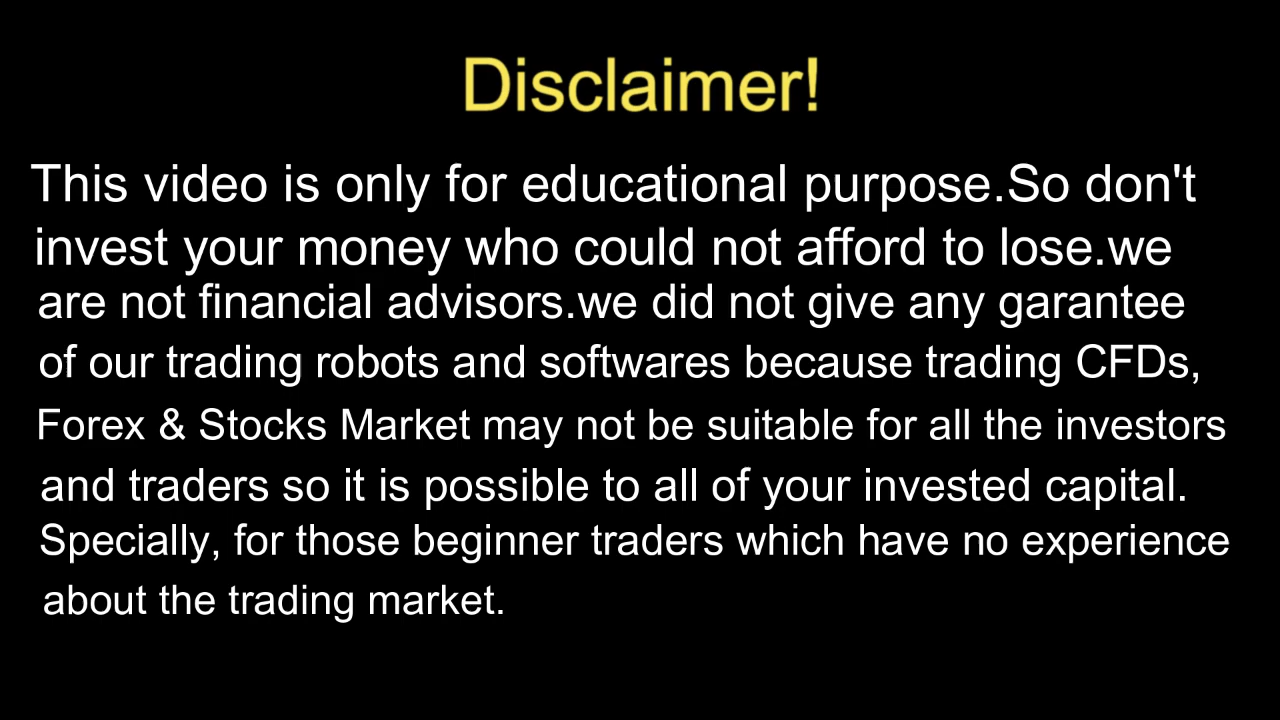 Disclaimer!
This video is only for educational purpose.So don't
invest your money who could not afford to lose.we
are not financial advisors.we did not give any garantee
of our trading robots and softwares because trading CFDs,
Forex & Stocks Market may not be suitable for all the investors
and traders so it is possible to all of your invested capital.
Specially, for those beginner traders which have no experience
about the trading market.